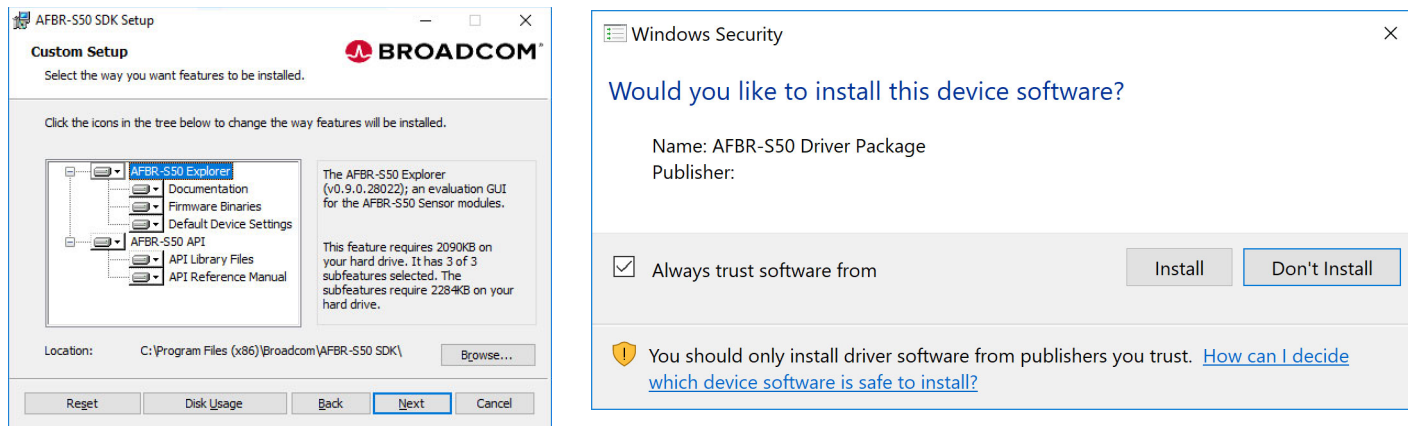 AFBR-S50 SDK Setup
Custom Setup
BROADCOM
Select the way you want features to be installed.
Click the icons in the tree below to change the way features will be installed.
AFBR-S50 Explorer
Documentation
Firmware Binaries
Default Device Settings
AFBR-S50 API
API Library Files
API Reference Manual
The AFBR-S50 Explorer
(v0.9.0.28022); an evaluation GUI
for the AFBR-S50 Sensor modules.
This feature requires 2090KB on
your hard drive. It has 3 of 3
subfeatures selected. The
subfeatures require 2284KB on your
hard drive.
Location: C:\Program Files (x86)\Broadcom\AFBR-S50 SDK\ Browse...
Reset Disk Usage Back Next Cancel
Windows Security
Would you like to install this device software?
Name: AFBR-S50 Driver Package
Publisher:
Always trust software from Install Don't Install
You should only install driver software from publishers you trust. How can I decide
which device software is safe to install?